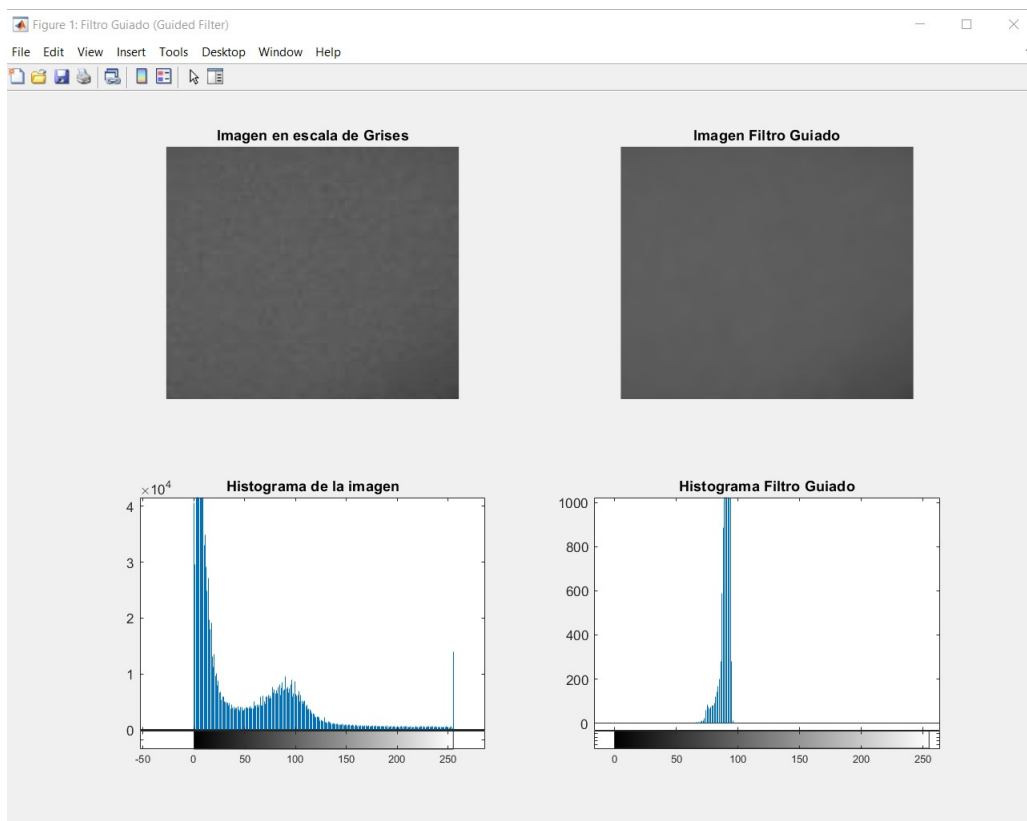 Figure 1: Filtro Guiado (Guided Filter)
File Edit View Insert Tools Desktop Window Help
Imagen en escala de Grises
Imagen Filtro Guiado
Histograma de la imagen
×10^4
4
3
2
1
0
-50 0 50 100 150 200 250
Histograma Filtro Guiado
1000
800
600
400
200
0
0 50 100 150 200 250